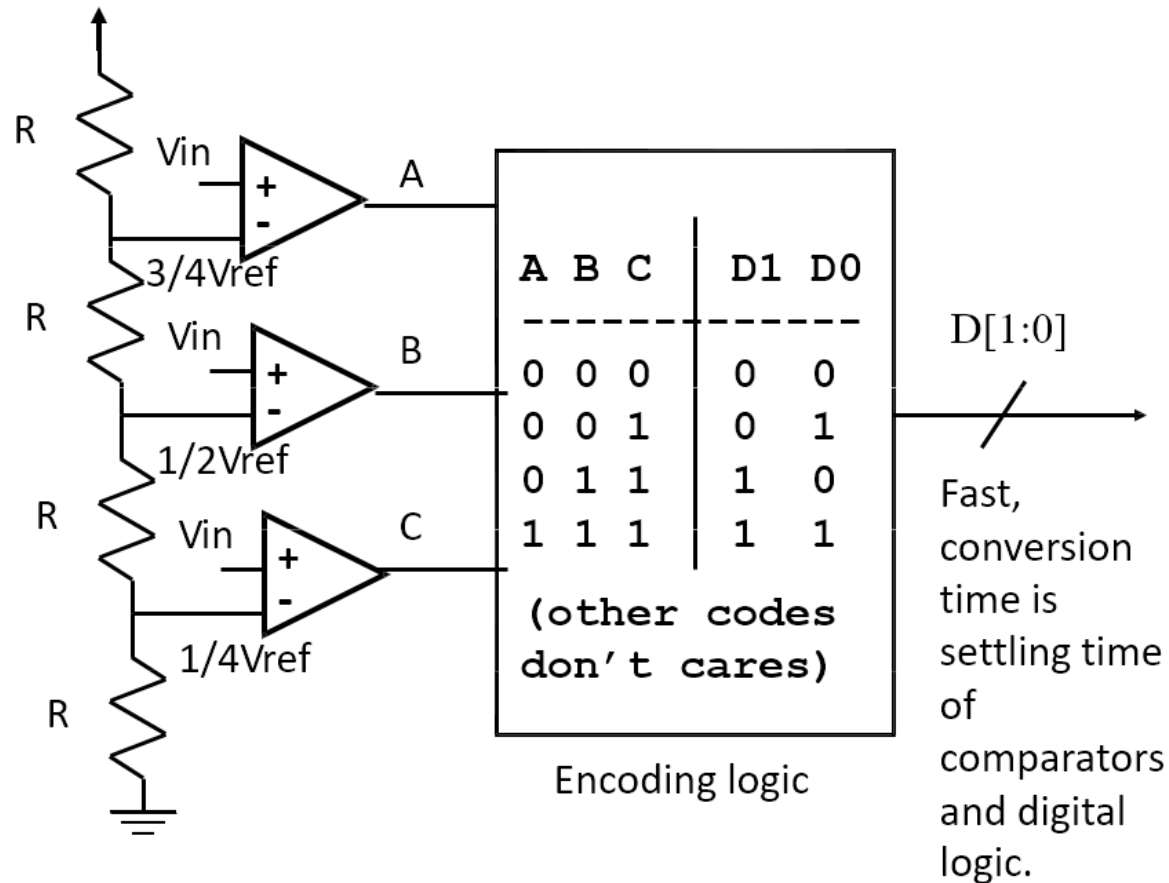 R
Vin
+
-
A
3/4Vref
R
Vin
+
-
B
1/2Vref
R
Vin
+
-
C
1/4Vref
R
A B C D1 D0
0 0 0 0 0
0 0 1 0 1
0 1 1 1 0
1 1 1 1 1
(other codes
don't cares)
Encoding logic
D[1:0]
Fast,
conversion
time is
settling time
of
comparators
and digital
logic.